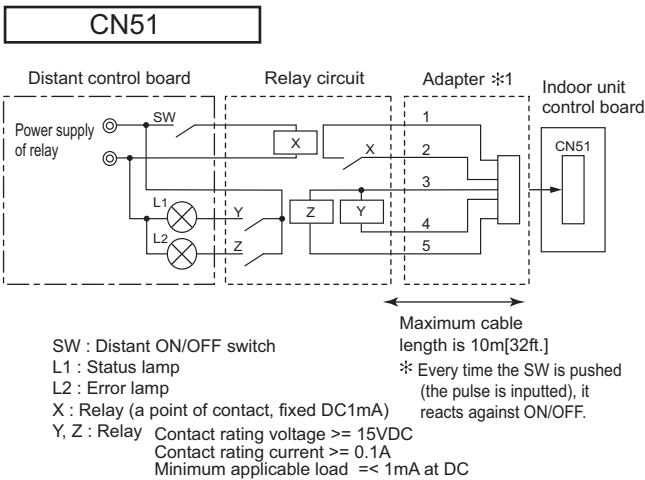 CN51
Distant control board
Relay circuit
Adapter ✻1
Indoor unit
control board
Power supply
of relay
SW
X
1
X
2
CN51
3
L1
Y
Z
Y
4
L2
Z
5
Maximum cable
length is 10m[32ft.]
✻ Every time the SW is pushed
(the pulse is inputted), it
reacts against ON/OFF.
SW : Distant ON/OFF switch
L1 : Status lamp
L2 : Error lamp
X : Relay (a point of contact, fixed DC1mA)
Y, Z : Relay Contact rating voltage >= 15VDC
Contact rating current >= 0.1A
Minimum applicable load =< 1mA at DC